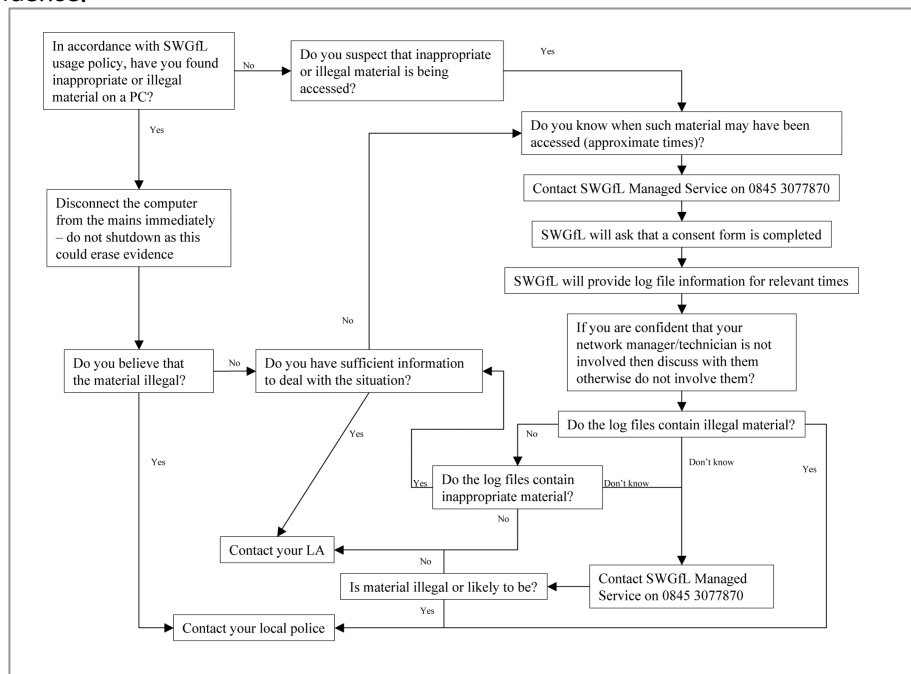 In accordance with SWGfL
usage policy, have you found
inappropriate or illegal
material on a PC?
No
Do you suspect that inappropriate
or illegal material is being
accessed?
Yes
Yes
Do you know when such material may have been
accessed (approximate times)?
Disconnect the computer
from the mains immediately
– do not shutdown as this
could erase evidence
Contact SWGfL Managed Service on 0845 3077870
SWGfL will ask that a consent form is completed
SWGfL will provide log file information for relevant times
No
If you are confident that your
network manager/technician is not
involved then discuss with them
otherwise do not involve them?
Do you believe that
the material illegal?
No
Do you have sufficient information
to deal with the situation?
Do the log files contain illegal material?
Yes
Yes
No
Don't know
Yes
Yes
Do the log files contain
inappropriate material?
Don't know
No
Contact your LA
No
Is material illegal or likely to be?
Contact SWGfL Managed
Service on 0845 3077870
Yes
Contact your local police